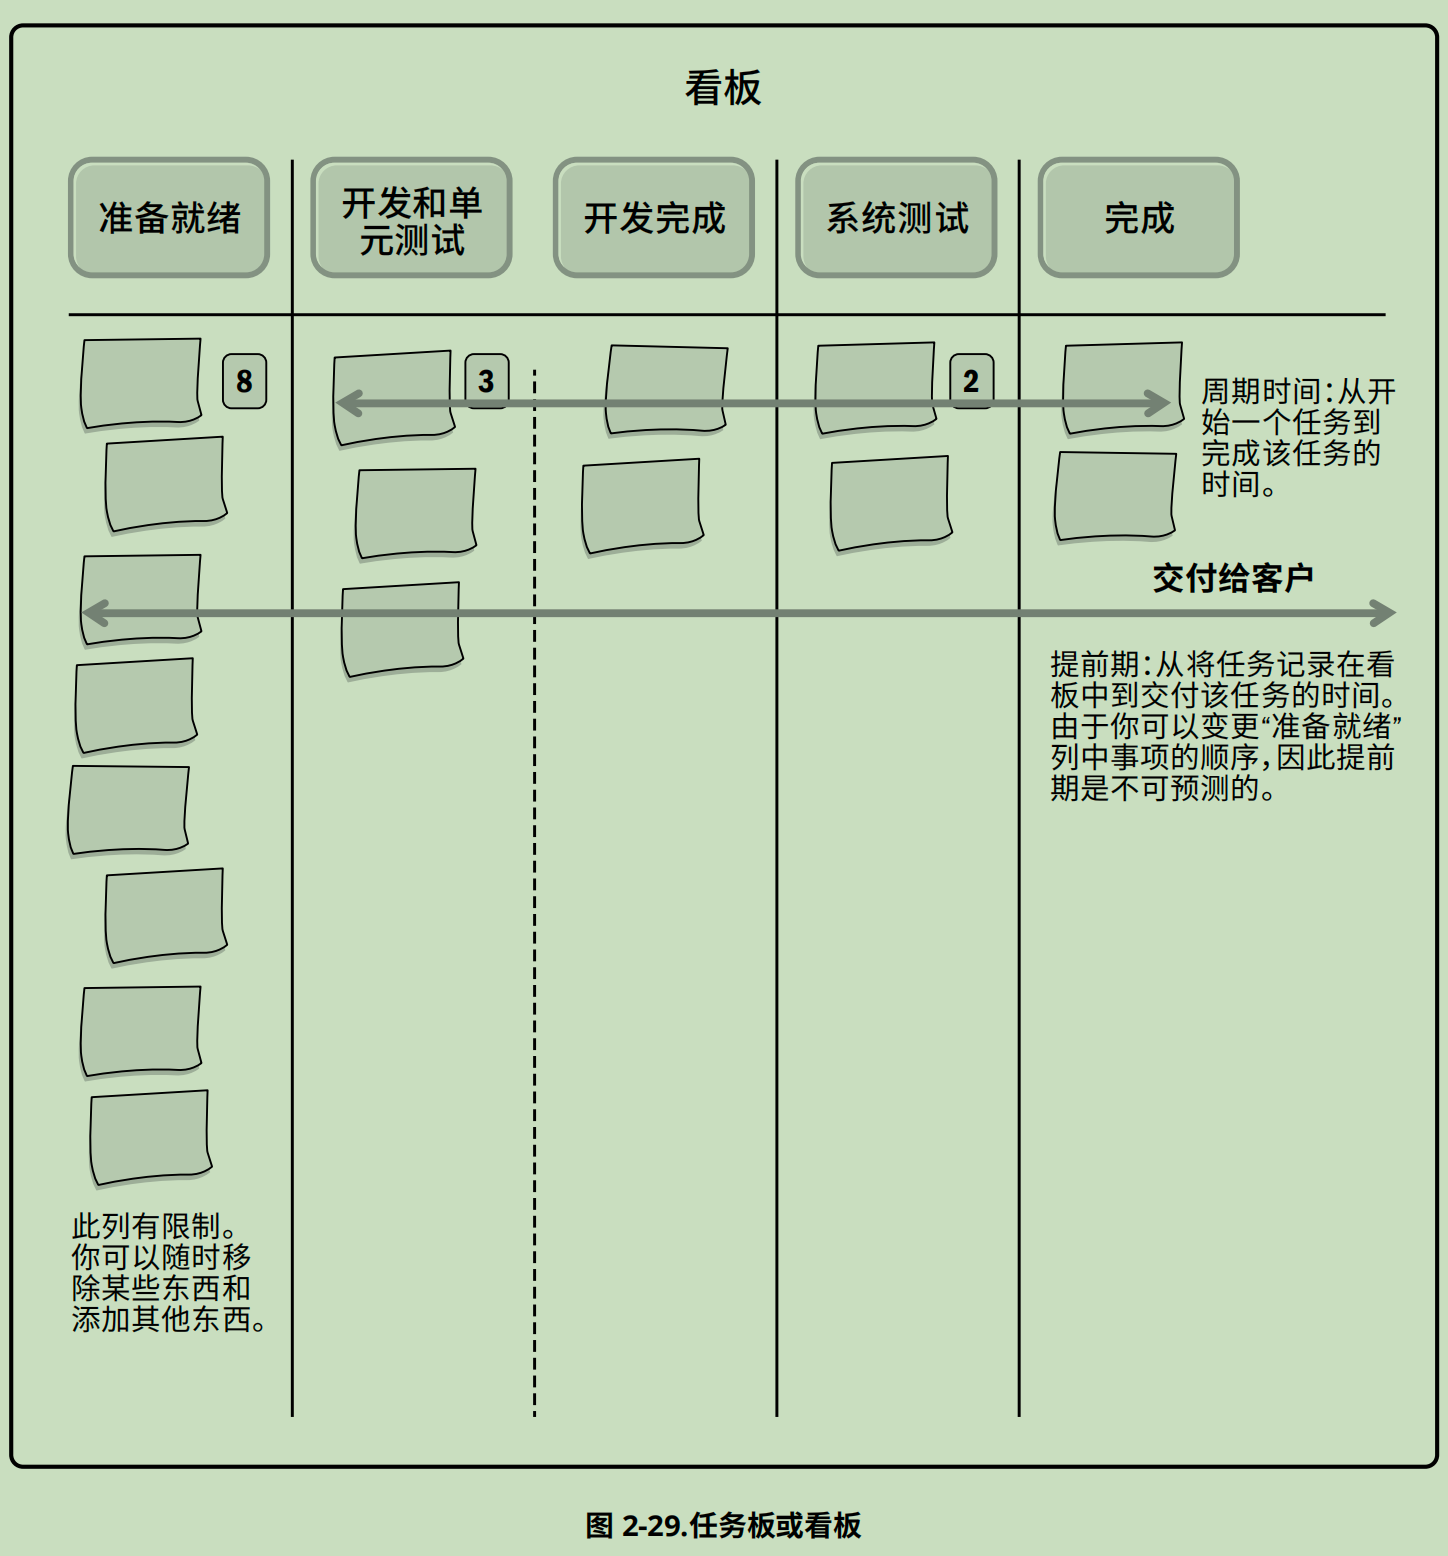 看板
准备就绪
开发和单
元测试
开发完成
系统测试
完成
8
3
2
周期时间：从开
始一个任务到
完成该任务的
时间。
交付给客户
提前期：从将任务记录在看
板中到交付该任务的时间。
由于你可以变更“准备就绪”
列中事项的顺序，因此提前
期是不可预测的。
此列有限制。
你可以随时移
除某些东西和
添加其他东西。
图 2-29.任务板或看板